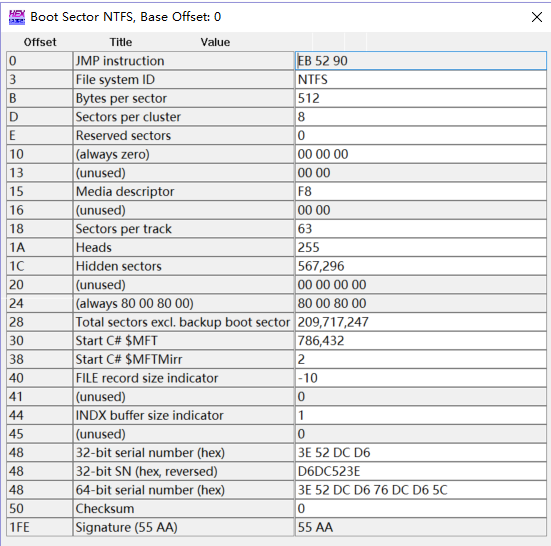 HEX Boot Sector NTFS, Base Offset: 0
Offset Title Value
0 JMP instruction EB 52 90
3 File system ID NTFS
B Bytes per sector 512
D Sectors per cluster 8
E Reserved sectors 0
10 (always zero) 00 00 00
13 (unused) 00 00
15 Media descriptor F8
16 (unused) 00 00
18 Sectors per track 63
1A Heads 255
1C Hidden sectors 567,296
20 (unused) 00 00 00 00
24 (always 80 00 80 00) 80 00 80 00
28 Total sectors excl. backup boot sector 209,717,247
30 Start C# $MFT 786,432
38 Start C# $MFTMirr 2
40 FILE record size indicator -10
41 (unused) 0
44 INDX buffer size indicator 1
45 (unused) 0
48 32-bit serial number (hex) 3E 52 DC D6
48 32-bit SN (hex, reversed) D6DC523E
48 64-bit serial number (hex) 3E 52 DC D6 76 DC D6 5C
50 Checksum 0
1FE Signature (55 AA) 55 AA